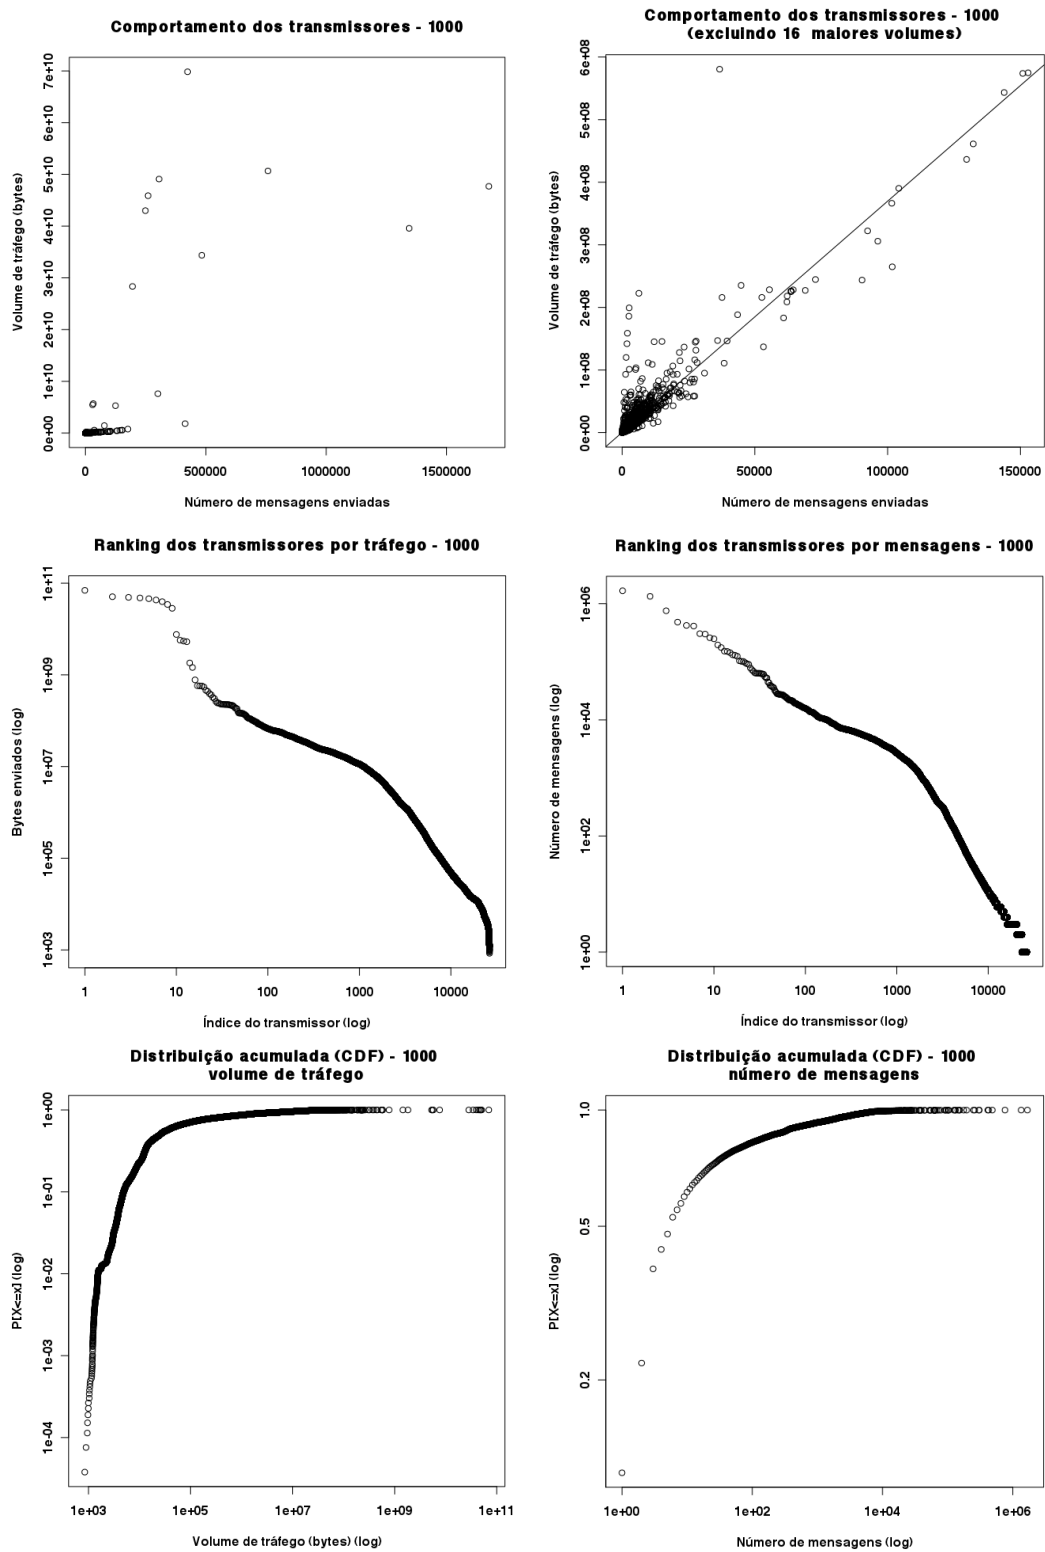 Comportamento dos transmissores - 1000
7e+10
6e+10
5e+10
4e+10
3e+10
2e+10
1e+10
0e+00
Volume de tráfego (bytes)
0 500000 1000000 1500000
Número de mensagens enviadas
Comportamento dos transmissores - 1000
(excluindo 16 maiores volumes)
6e+08
5e+08
4e+08
3e+08
2e+08
1e+08
0e+00
Volume de tráfego (bytes)
0 50000 100000 150000
Número de mensagens enviadas
Ranking dos transmissores por tráfego - 1000
1e+11
1e+09
1e+07
1e+05
1e+03
Bytes enviados (log)
1 10 100 1000 10000
Índice do transmissor (log)
Ranking dos transmissores por mensagens - 1000
1e+06
1e+04
1e+02
1e+00
Número de mensagens (log)
1 10 100 1000 10000
Índice do transmissor (log)
Distribuição acumulada (CDF) - 1000
volume de tráfego
1e+00
1e-01
1e-02
1e-03
1e-04
P[X<=x] (log)
1e+03 1e+05 1e+07 1e+09 1e+11
Volume de tráfego (bytes) (log)
Distribuição acumulada (CDF) - 1000
número de mensagens
1.0
0.5
0.2
P[X<=x] (log)
1e+00 1e+02 1e+04 1e+06
Número de mensagens (log)